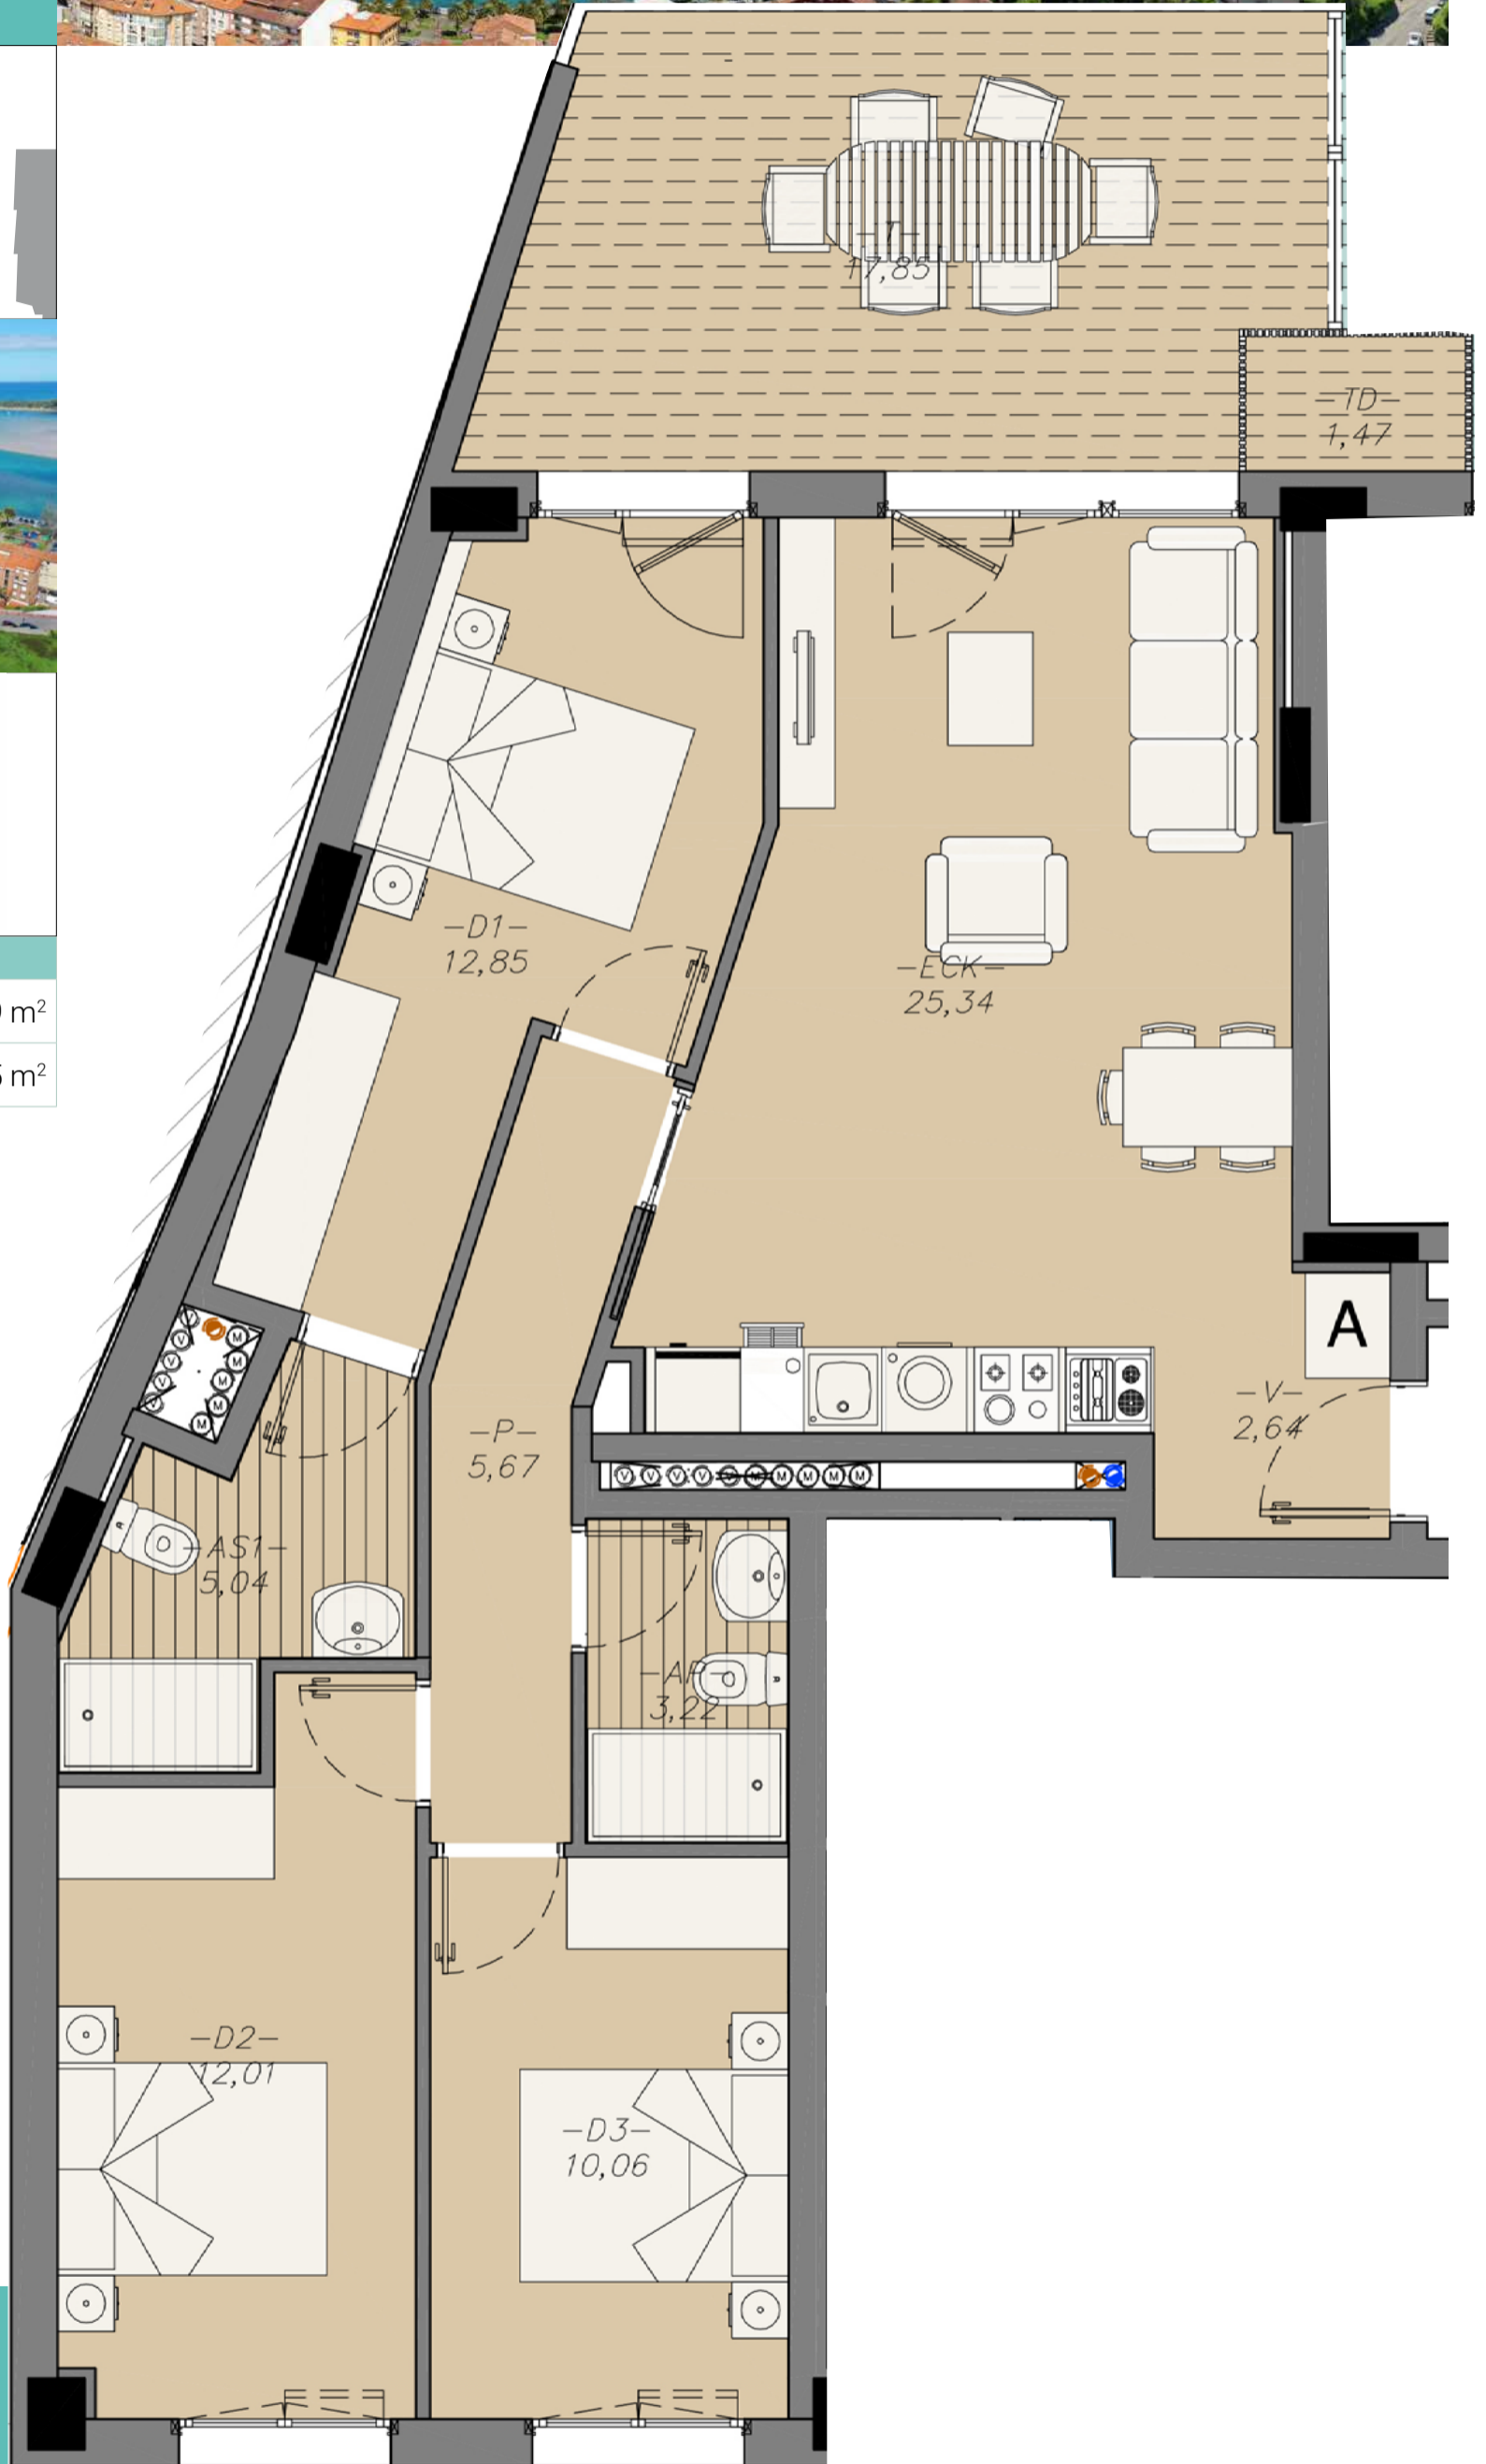 -T-
17,85
-TD-
1,47
-D1-
12,85
-ECK-
25,34
m²
m²
A
-V-
2,64
-P-
5,67
-AS1-
5,04
3,22
-D2-
12,01
-D3-
10,06